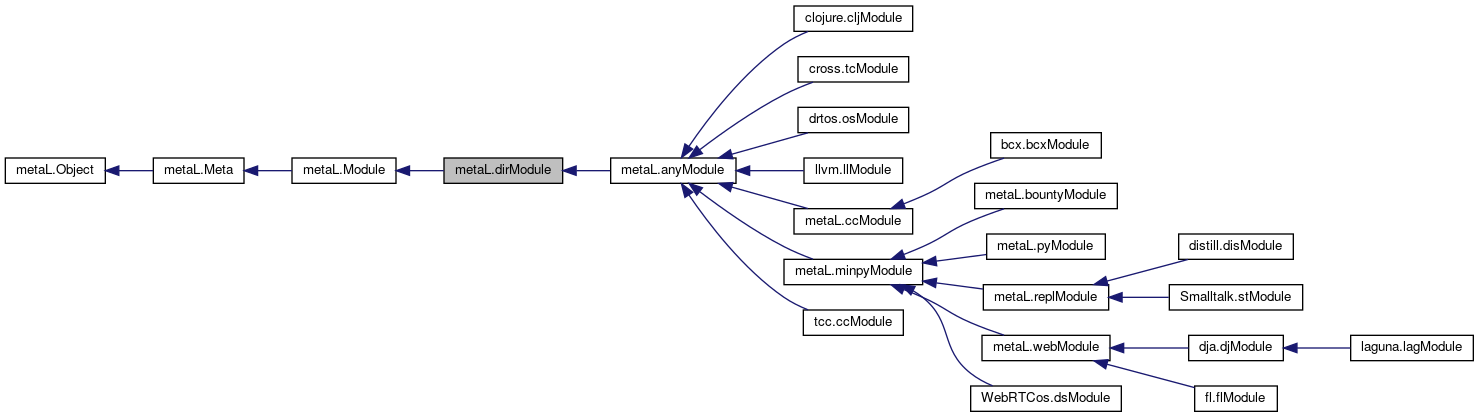 clojure.cljModule
cross.tcModule
drtos.osModule
bcx.bcxModule
metaL.Object
metaL.Meta
metaL.Module
metaL.dirModule
metaL.anyModule
llvm.llModule
metaL.bountyModule
metaL.ccModule
metaL.pyModule
distill.disModule
metaL.minpyModule
metaL.replModule
Smalltalk.stModule
tcc.ccModule
metaL.webModule
dja.djModule
laguna.lagModule
WebRTCos.dsModule
fl.flModule